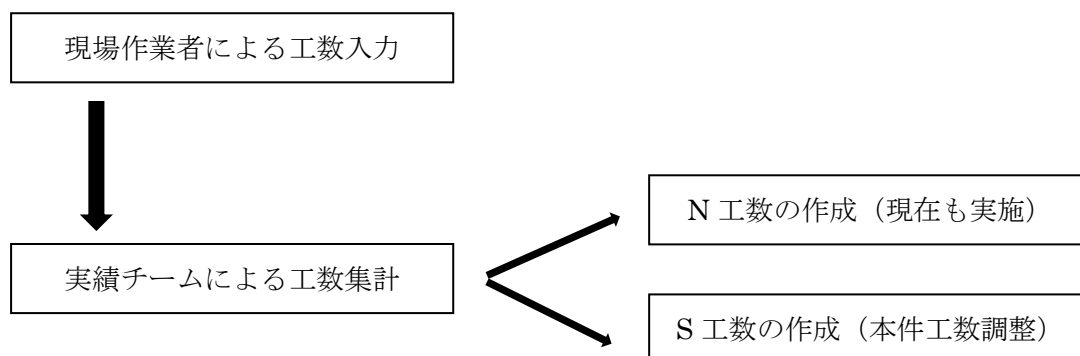 現場作業者による工数入力
N 工数の作成（現在も実施）
実績チームによる工数集計
S 工数の作成（本件工数調整）